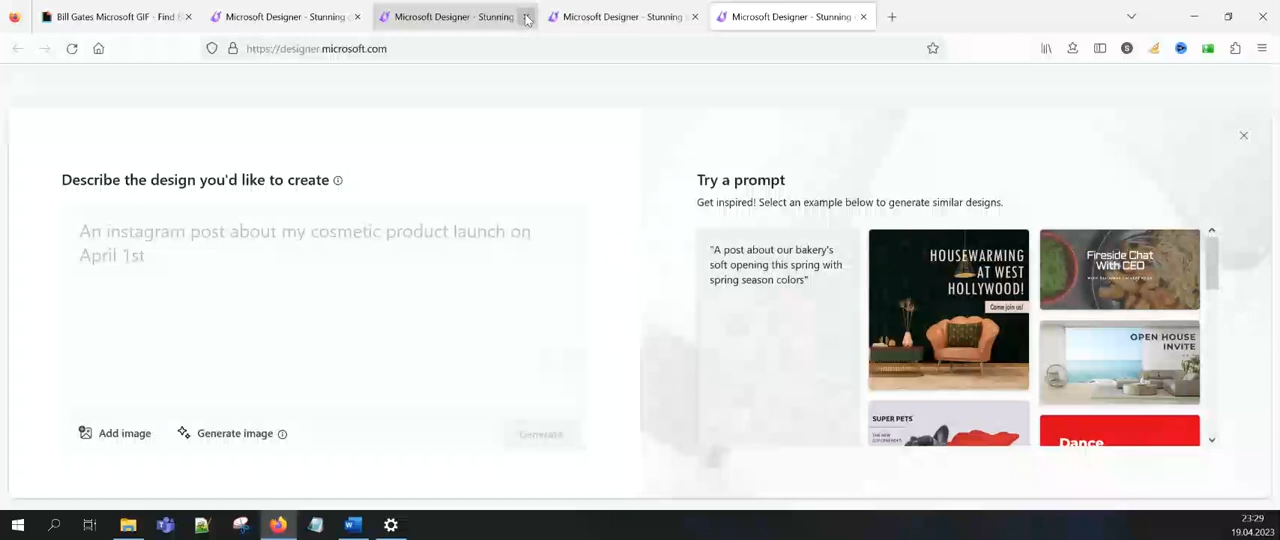 Bill Gates Microsoft GIF - Find &
Microsoft Designer - Stunning
Microsoft Designer - Stunning
Microsoft Designer - Stunning
Microsoft Designer - Stunning
https://designer.microsoft.com
Describe the design you'd like to create
An instagram post about my cosmetic product launch on
April 1st
Add image
Generate image
Generate
Try a prompt
Get inspired! Select an example below to generate similar designs.
"A post about our bakery's
soft opening this spring with
spring season colors"
HOUSEWARMING
AT WEST
HOLLYWOOD!
Come join us!
SUPER PETS
Fireside Chat
With CEO
OPEN HOUSE
INVITE
Dance
23:29
19.04.2023